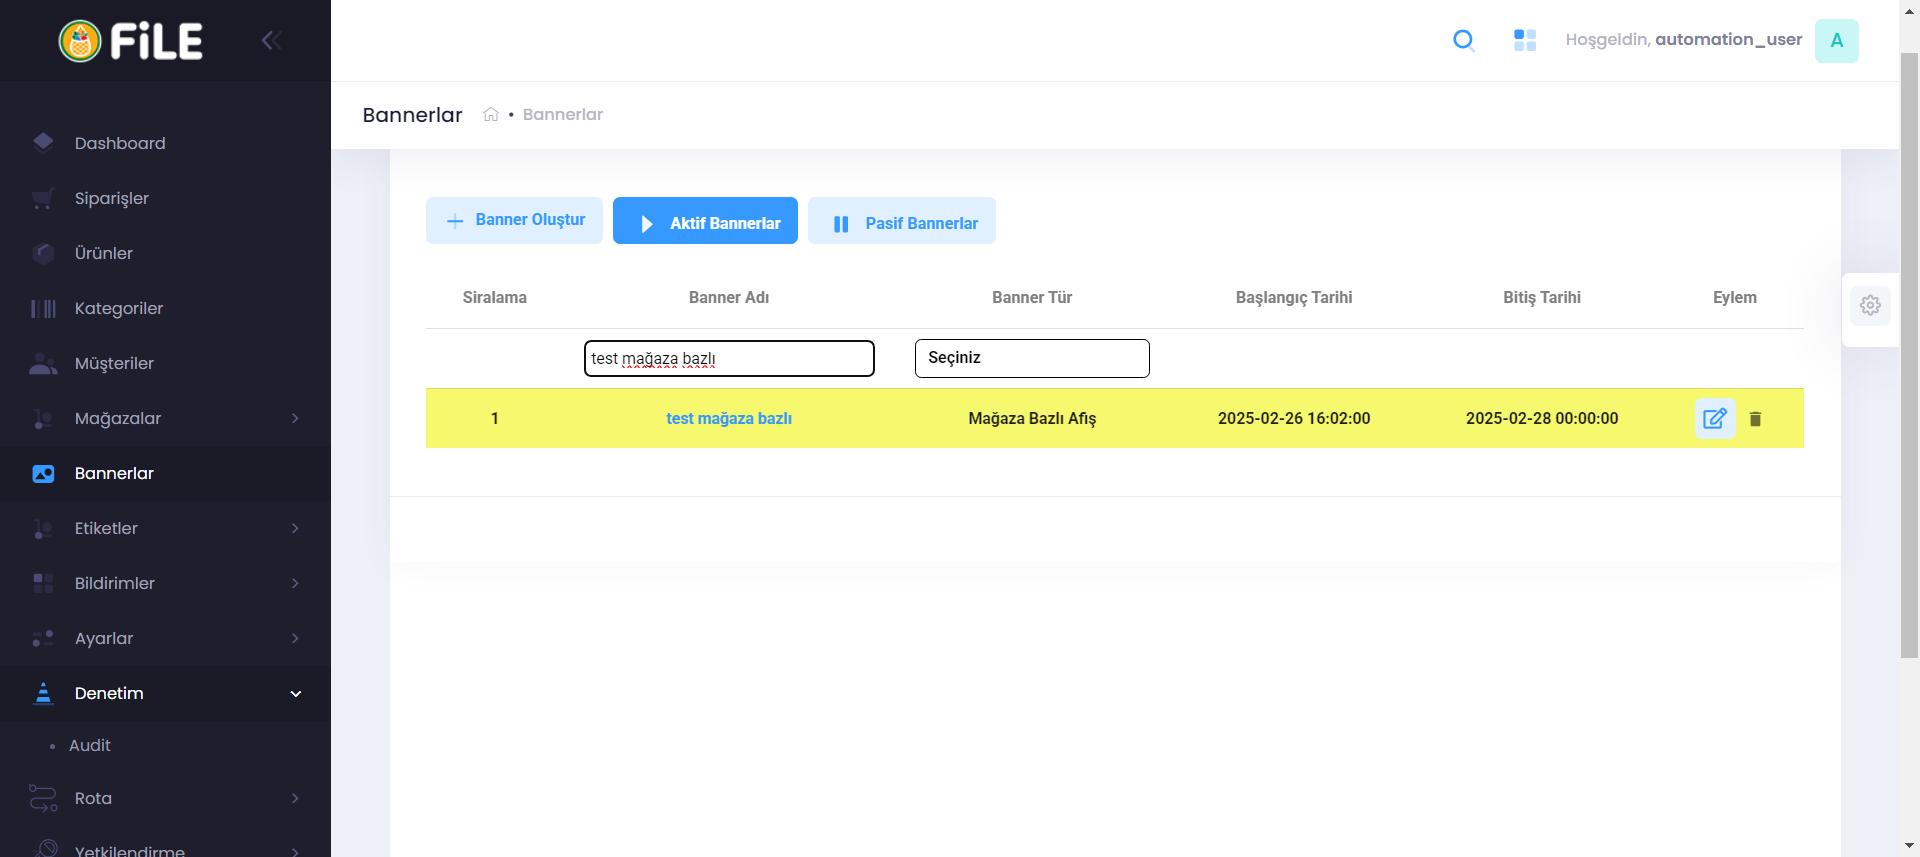 FiLE
Hoşgeldin, automation_user
A
Bannerlar • Bannerlar
Dashboard
Siparişler
Ürünler
Kategoriler
Müşteriler
Mağazalar
Bannerlar
Etiketler
Bildirimler
Ayarlar
Denetim
• Audit
Rota
Yetkilendirme
Banner Oluştur
Aktif Bannerlar
Pasif Bannerlar
Siralama Banner Adı Banner Tür Başlangıç Tarihi Bitiş Tarihi Eylem
test mağaza bazlı Seçiniz
1 test mağaza bazlı Mağaza Bazlı Afiş 2025-02-26 16:02:00 2025-02-28 00:00:00